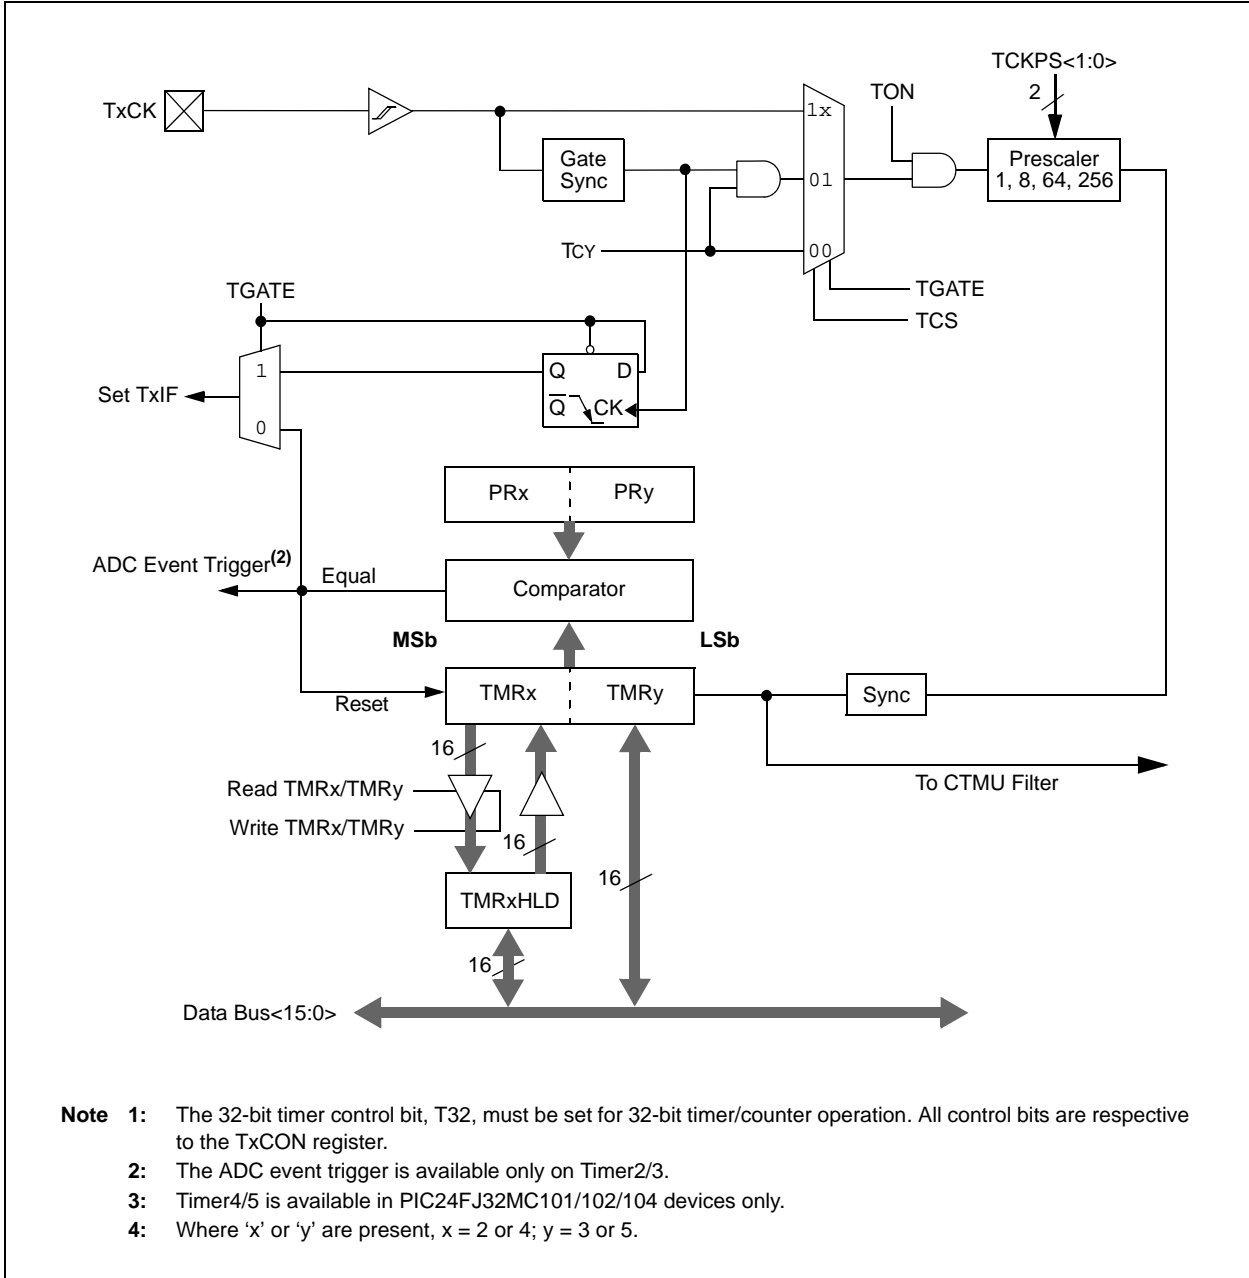 TCKPS<1:0>
2
TxCK
TON
1x
Gate
Sync
Prescaler
1, 8, 64, 256
01
TCY
00
TGATE
TCS
TGATE
1
Q
D
Set TxIF
Q
CK
0
PRx
PRy
ADC Event Trigger(2)
Equal
Comparator
MSb
LSb
TMRx
TMRy
Sync
Reset
16
Read TMRx/TMRy
Write TMRx/TMRy
To CTMU Filter
16
16
TMRxHLD
16
Data Bus<15:0>
Note 1: The 32-bit timer control bit, T32, must be set for 32-bit timer/counter operation. All control bits are respective
to the TxCON register.
2: The ADC event trigger is available only on Timer2/3.
3: Timer4/5 is available in PIC24FJ32MC101/102/104 devices only.
4: Where ‘x’ or ‘y’ are present, x = 2 or 4; y = 3 or 5.